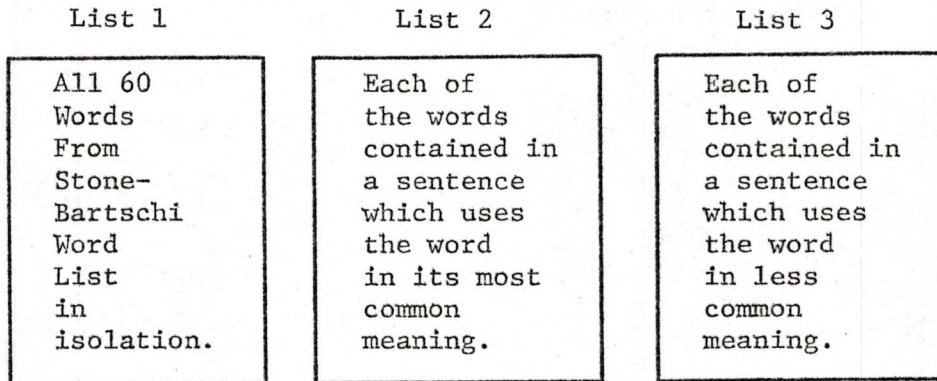 List 1
All 60
Words
From
Stone-
Bartschi
Word
List
in
isolation.
List 2
Each of
the words
contained in
a sentence
which uses
the word
in its most
common
meaning.
List 3
Each of
the words
contained in
a sentence
which uses
the word
in less
common
meaning.